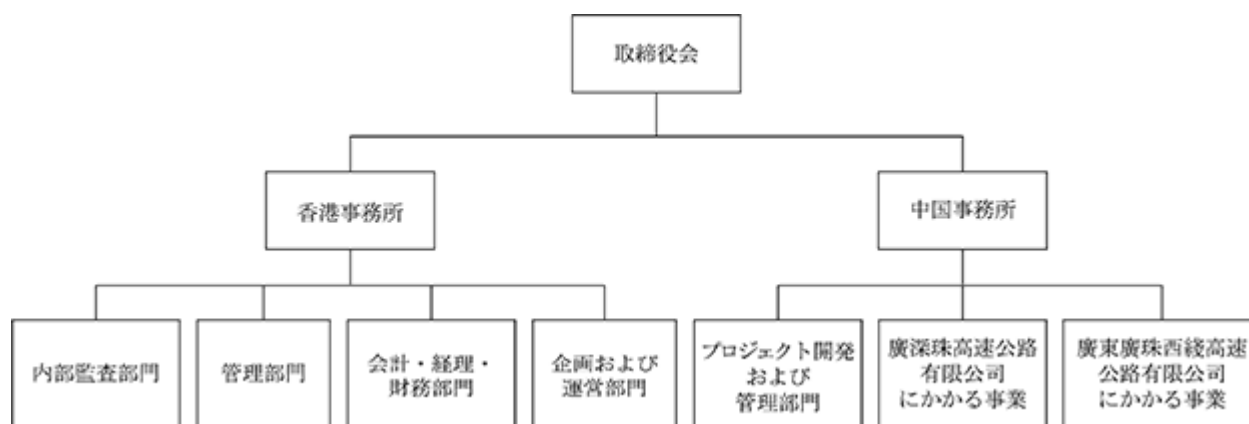 取締役会
香港事務所
中国事務所
内部監査部門
管理部門
会計・経理・
財務部門
企画および
運営部門
プロジェクト開発
および
管理部門
廣深珠高速公路
有限公司
にかかる事業
廣東廣珠西綫高速
公路有限公司
にかかる事業